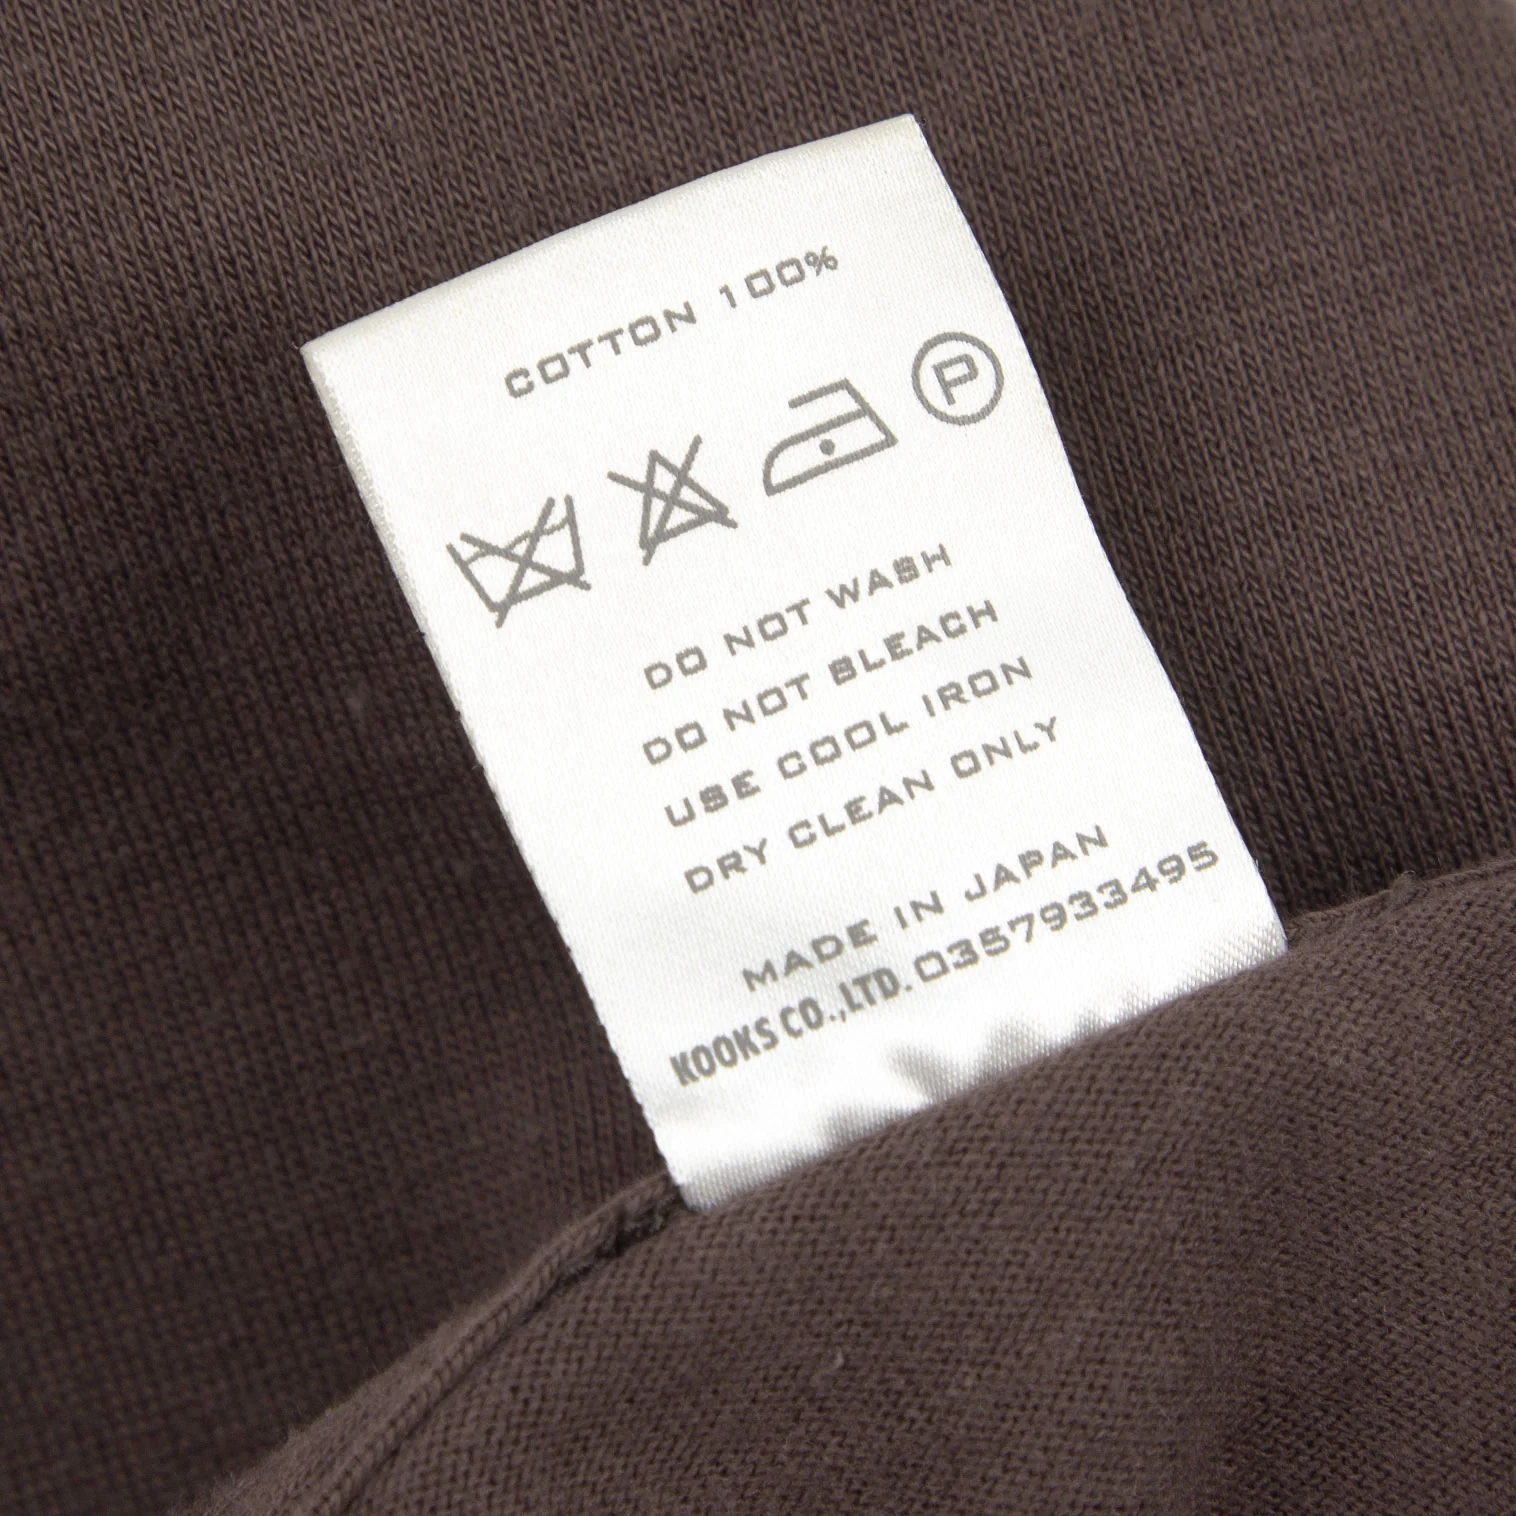 COTTON 100%
P
DO NOT WASH
DO NOT BLEACH
USE COOL IRON
DRY CLEAN ONLY
MADE IN JAPAN
KOOKS CO.,LTD. 0357933495